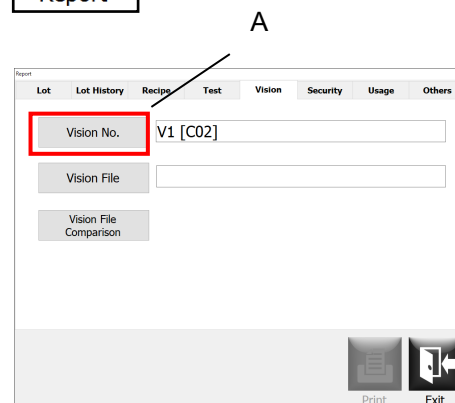 Report
A
Report
Lot Lot History Recipe Test Vision Security Usage Others
Vision No. V1 [C02]
Vision File
Vision File
Comparison
Print Exit